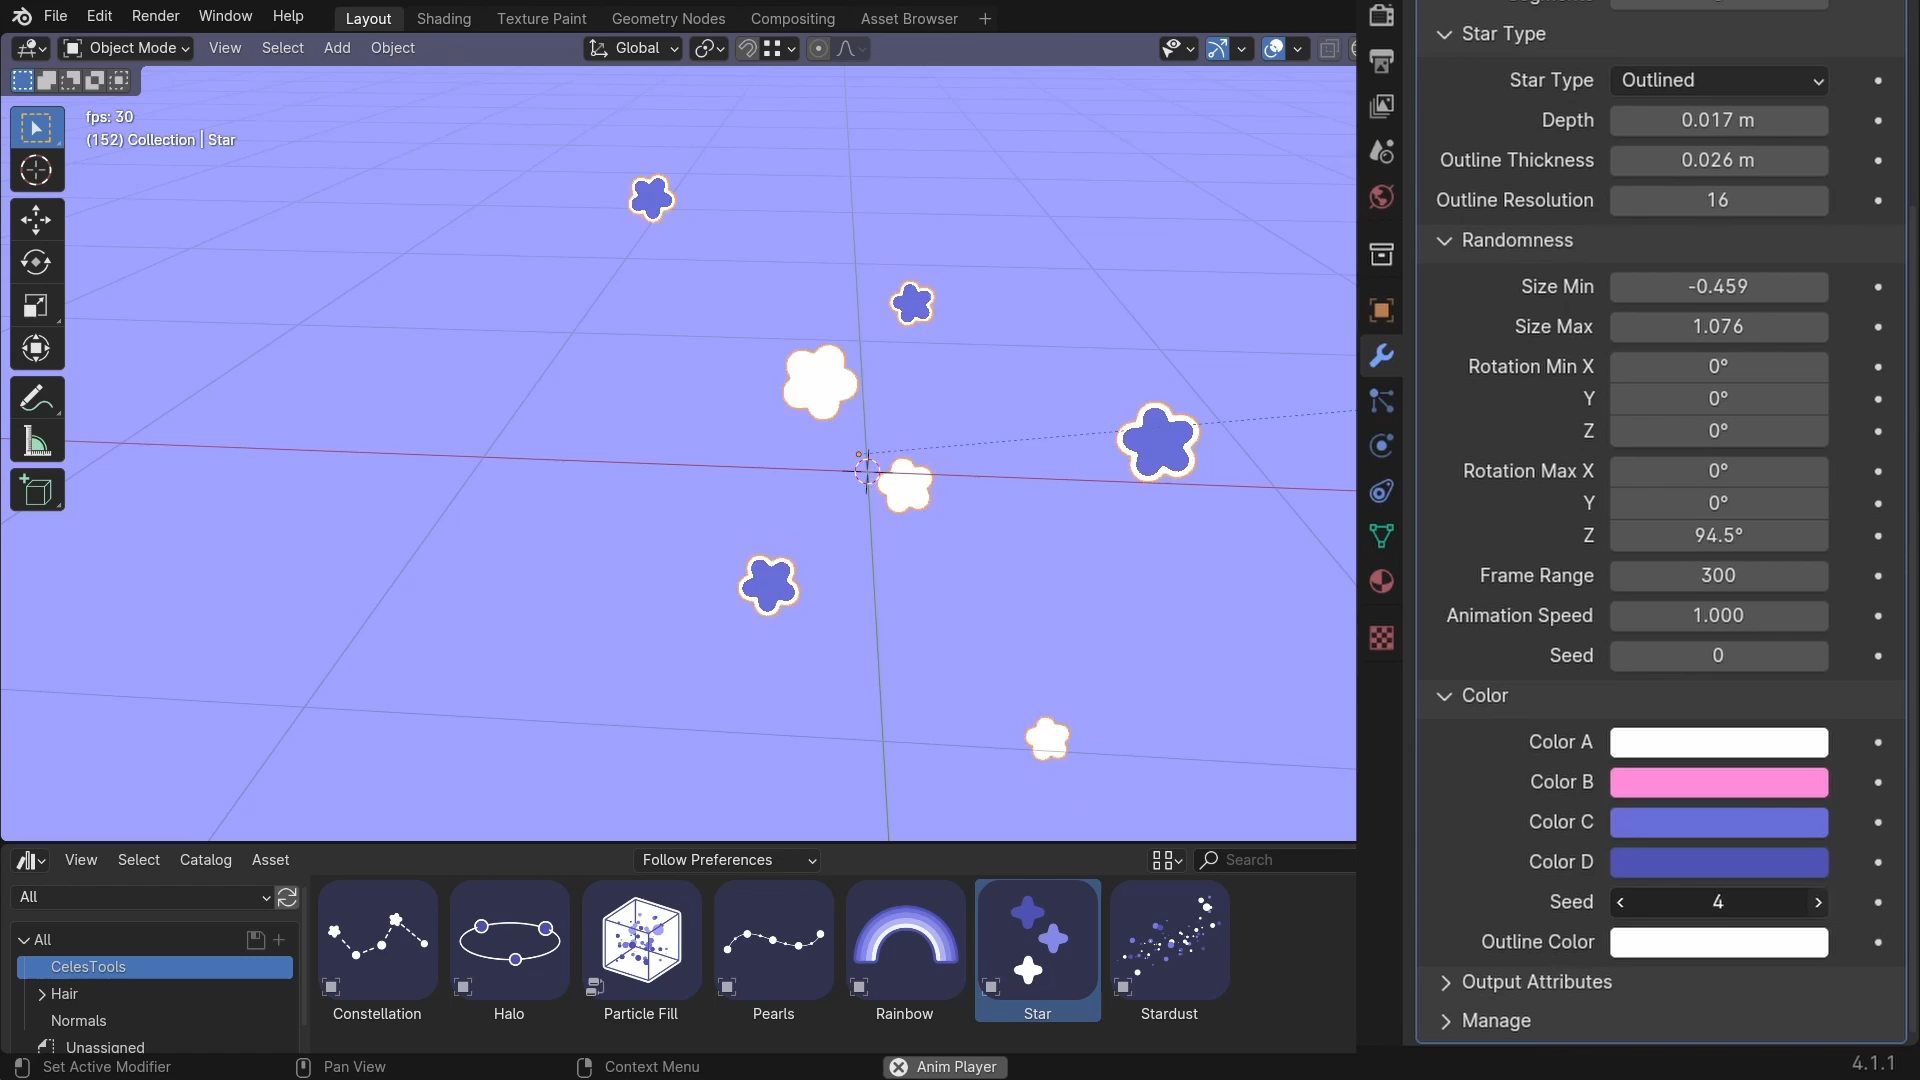 File Edit Render Window Help Layout Shading Texture Paint Geometry Nodes Compositing Asset Browser
Object Mode View Select Add Object Global
fps: 30
(152) Collection | Star
Star Type
Star Type Outlined
Depth 0.017 m
Outline Thickness 0.026 m
Outline Resolution 16
Randomness
Size Min -0.459
Size Max 1.076
Rotation Min X 0°
Y 0°
Z 0°
Rotation Max X 0°
Y 0°
Z 94.5°
Frame Range 300
Animation Speed 1.000
Seed 0
Color
Color A
Color B
Color C
Color D
Seed 4
Outline Color
Output Attributes
Manage
View Select Catalog Asset Follow Preferences Search
All
All
CelesTools
Hair
Normals
Unassigned
Constellation Halo Particle Fill Pearls Rainbow Star Stardust
Set Active Modifier Pan View Context Menu Anim Player 4.1.1